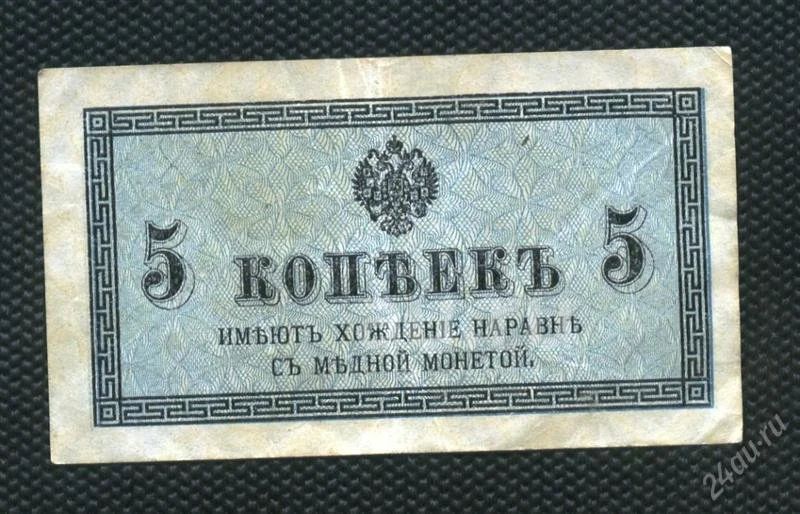 5 КОПѢЕКЪ 5
ИМѢЮТЪ ХОЖДЕНІЕ НАРАВНѢ
СЪ МѢДНОЙ МОНЕТОЙ.
24au.ru